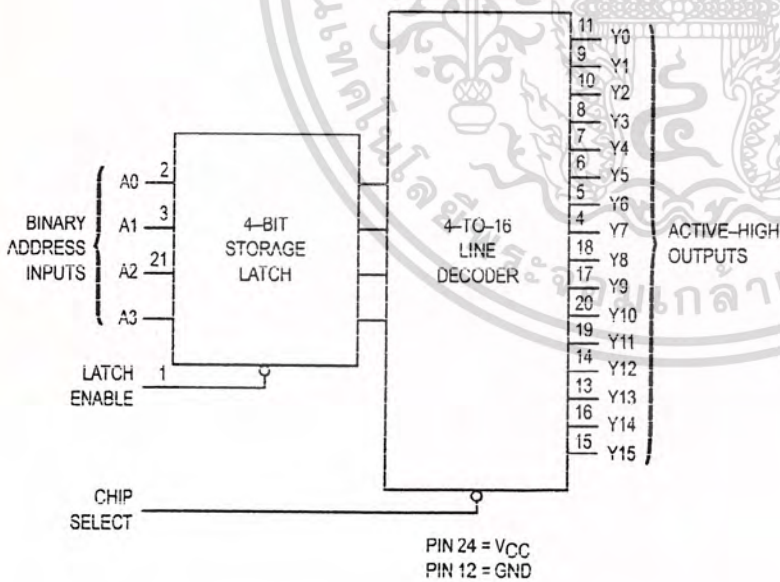 11 Y0
9 Y1
10 Y2
8 Y3
7 Y4
6 Y5
5 Y6
4 Y7
18 Y8
17 Y9
20 Y10
19 Y11
14 Y12
13 Y13
16 Y14
15 Y15
ACTIVE–HIGH
OUTPUTS
BINARY
ADDRESS
INPUTS
A0 2
A1 3
A2 21
A3
4–BIT
STORAGE
LATCH
4–TO–16
LINE
DECODER
LATCH
ENABLE
1
CHIP
SELECT
PIN 24 = VCC
PIN 12 = GND